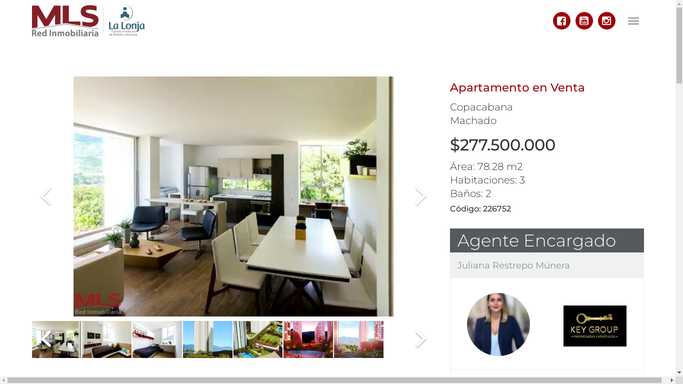 MLS
Red Inmobiliaria
La Lonja
Apartamento en Venta
Copacabana
Machado
$277.500.000
Área: 78.28 m2
Habitaciones: 3
Baños: 2
Código: 226752
Agente Encargado
Juliana Restrepo Múnera
KEY GROUP
MLS
Red Inmobiliaria